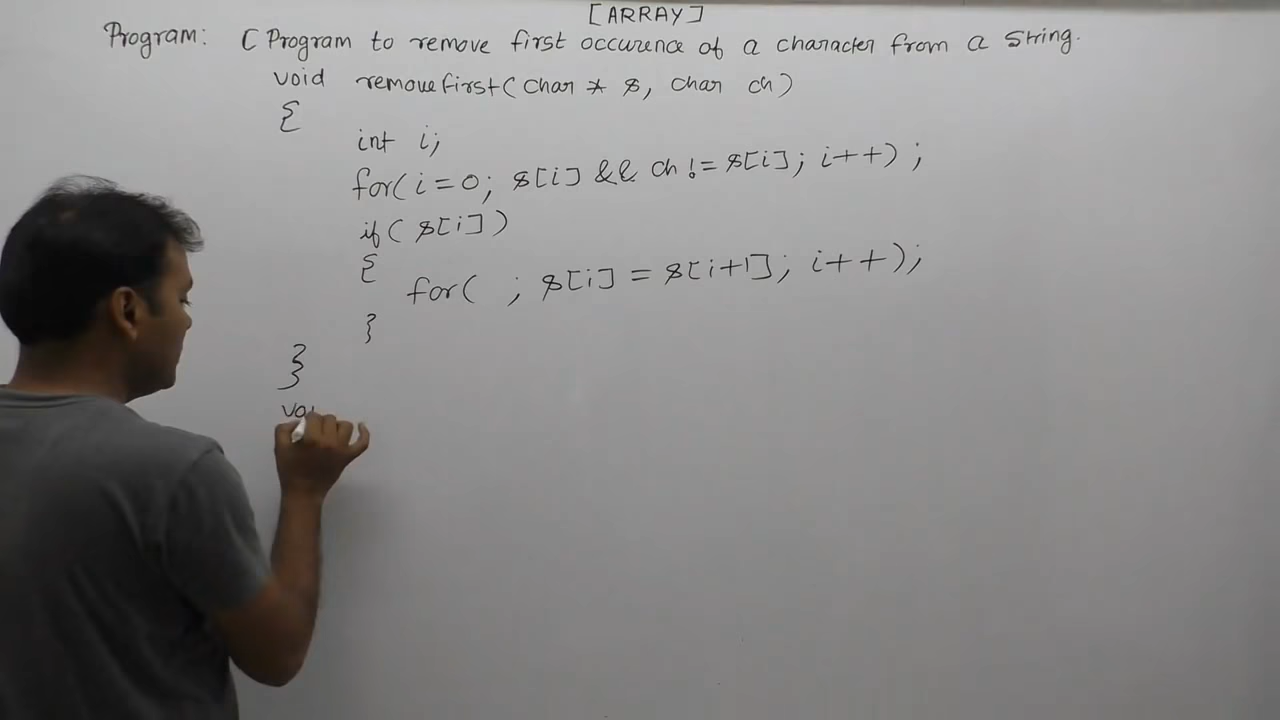 [ARRAY]
Program: C Program to remove first occurence of a character from a string.
void removefirst(char * s, char ch)
{
int i;
for(i=0; s[i] && ch != s[i]; i++);
if(s[i])
{
for( ; s[i] = s[i+1]; i++);
}
}